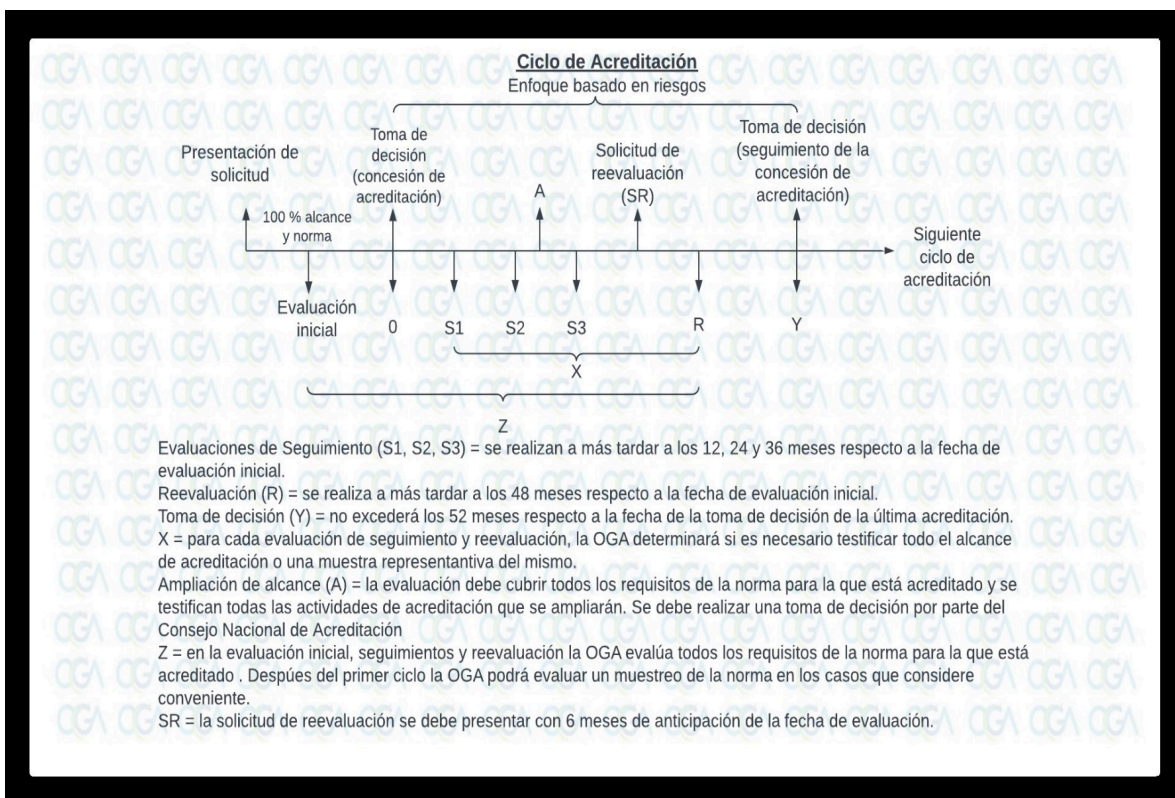 Ciclo de Acreditación
Enfoque basado en riesgos
Presentación de
solicitud
Toma de
decisión
(concesión de
acreditación)
A
Solicitud de
reevaluación
(SR)
Toma de decisión
(seguimiento de la
concesión de
acreditación)
100 % alcance
y norma
Siguiente
ciclo de
acreditación
Evaluación
inicial
0
S1
S2
S3
R
Y
X
Z
Evaluaciones de Seguimiento (S1, S2, S3) = se realizan a más tardar a los 12, 24 y 36 meses respecto a la fecha de
evaluación inicial.
Reevaluación (R) = se realiza a más tardar a los 48 meses respecto a la fecha de evaluación inicial.
Toma de decisión (Y) = no excederá los 52 meses respecto a la fecha de la toma de decisión de la última acreditación.
X = para cada evaluación de seguimiento y reevaluación, la OGA determinará si es necesario testificar todo el alcance
de acreditación o una muestra representantiva del mismo.
Ampliación de alcance (A) = la evaluación debe cubrir todos los requisitos de la norma para la que está acreditado y se
testifican todas las actividades de acreditación que se ampliarán. Se debe realizar una toma de decisión por parte del
Consejo Nacional de Acreditación
Z = en la evaluación inicial, seguimientos y reevaluación la OGA evalúa todos los requisitos de la norma para la que está
acreditado . Despúes del primer ciclo la OGA podrá evaluar un muestreo de la norma en los casos que considere
conveniente.
SR = la solicitud de reevaluación se debe presentar con 6 meses de anticipación de la fecha de evaluación.